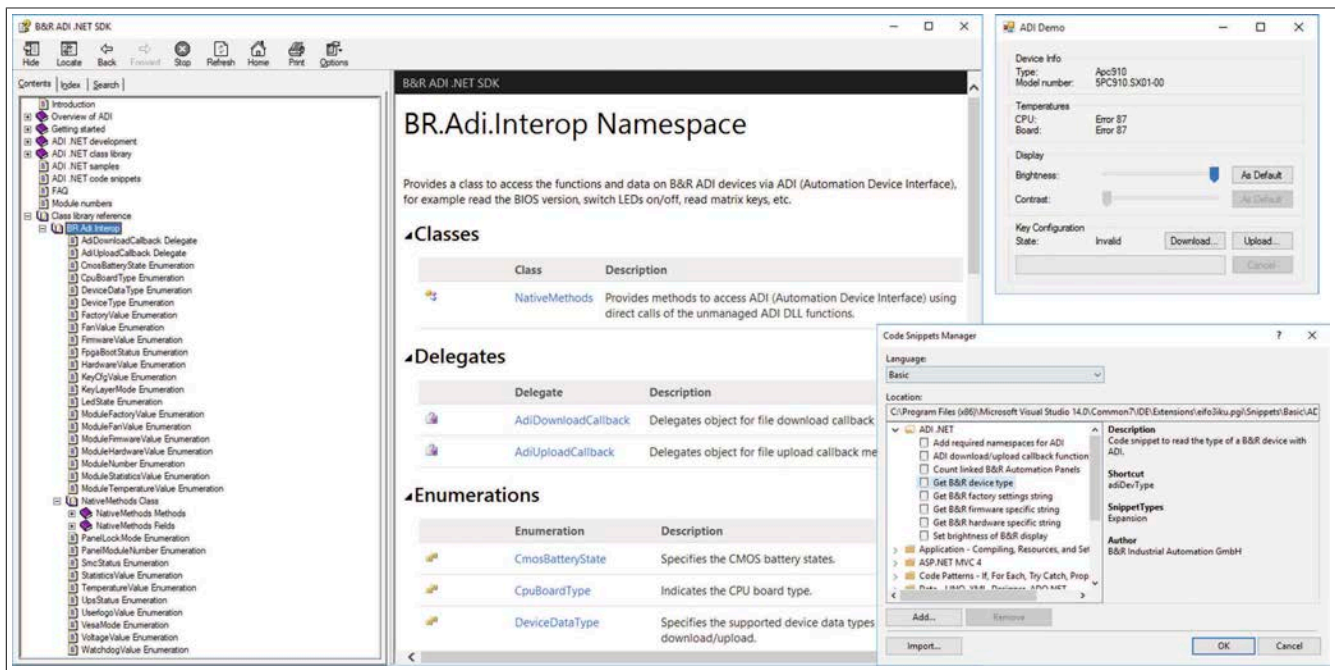 B&R ADI .NET SDK
Hide Locate Back Forward Stop Refresh Home Print Options
Contents Index Search
Introduction
Overview of ADI
Getting started
ADI .NET development
ADI .NET class library
ADI .NET samples
ADI .NET code snippets
FAQ
Module numbers
Class library reference
BR.Adi.Interop
AdiDownloadCallback Delegate
AdiUploadCallback Delegate
CmosBatteryState Enumeration
CpuBoardType Enumeration
DeviceDataType Enumeration
DeviceType Enumeration
FactoryValue Enumeration
FanValue Enumeration
FirmwareValue Enumeration
FpgaBootStatus Enumeration
HardwareValue Enumeration
KeyCfgValue Enumeration
KeyLayerMode Enumeration
LedState Enumeration
ModuleFactoryValue Enumeration
ModuleFanValue Enumeration
ModuleFirmwareValue Enumeration
ModuleHardwareValue Enumeration
ModuleNumber Enumeration
ModuleStatisticsValue Enumeration
ModuleTemperatureValue Enumeration
NativeMethods Class
NativeMethods Methods
NativeMethods Fields
PanelLockMode Enumeration
PanelModuleNumber Enumeration
SmcStatus Enumeration
StatisticsValue Enumeration
TemperatureValue Enumeration
UpsStatus Enumeration
UserlogoValue Enumeration
VesaMode Enumeration
VoltageValue Enumeration
WatchdogValue Enumeration
B&R ADI .NET SDK
BR.Adi.Interop Namespace
Provides a class to access the functions and data on B&R ADI devices via ADI (Automation Device Interface),
for example read the BIOS version, switch LEDs on/off, read matrix keys, etc.
Classes
Class Description
NativeMethods Provides methods to access ADI (Automation Device Interface) using
direct calls of the unmanaged ADI DLL functions.
Delegates
Delegate Description
AdiDownloadCallback Delegates object for file download callback
AdiUploadCallback Delegates object for file upload callback me
Enumerations
Enumeration Description
CmosBatteryState Specifies the CMOS battery states.
CpuBoardType Indicates the CPU board type.
DeviceDataType Specifies the supported device data types
download/upload.
ADI Demo
Device Info
Type: Apc910
Model number: 5PC910.SX01-00
Temperatures
CPU: Error 87
Board: Error 87
Display
Brightness: As Default
Contrast: As Default
Key Configuration
State: Invalid Download... Upload...
Cancel
Code Snippets Manager ?
Language:
Basic
Location:
C:\Program Files (x86)\Microsoft Visual Studio 14.0\Common7\IDE\Extensions\eifo3iku.pgi\Snippets\Basic\AD
ADI .NET
Add required namespaces for ADI
ADI download/upload callback function
Count linked B&R Automation Panels
Get B&R device type
Get B&R factory settings string
Get B&R firmware specific string
Get B&R hardware specific string
Set brightness of B&R display
Application - Compiling, Resources, and Set
ASP.NET MVC 4
Code Patterns - If, For Each, Try Catch, Prop
Data - LINQ, XML, Designer, ADO.NET
Description
Code snippet to read the type of a B&R device with
ADI.
Shortcut
adiDevType
SnippetTypes
Expansion
Author
B&R Industrial Automation GmbH
Add... Remove
Import... OK Cancel